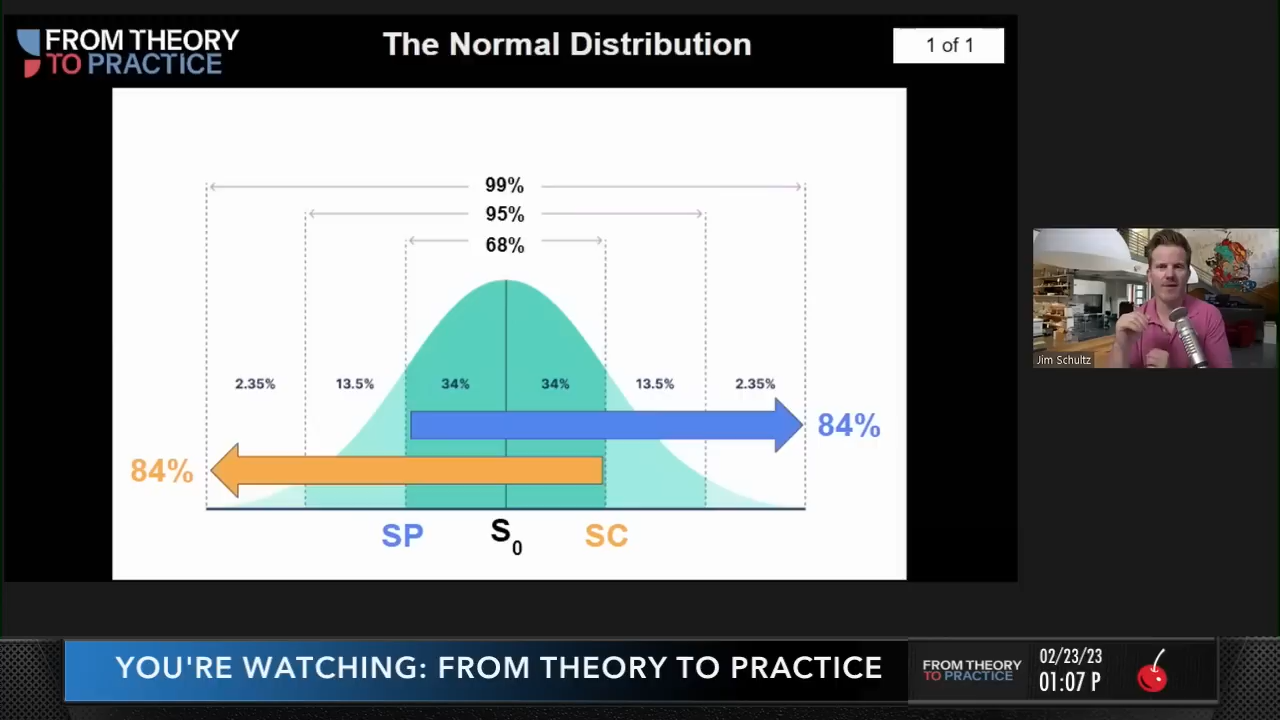 FROM THEORY
TO PRACTICE
The Normal Distribution
1 of 1
99%
95%
68%
2.35%
13.5%
34%
34%
13.5%
2.35%
84%
84%
SP
S0
SC
Jim Schultz
YOU'RE WATCHING: FROM THEORY TO PRACTICE
FROM THEORY
TO PRACTICE
02/23/23
01:07 P